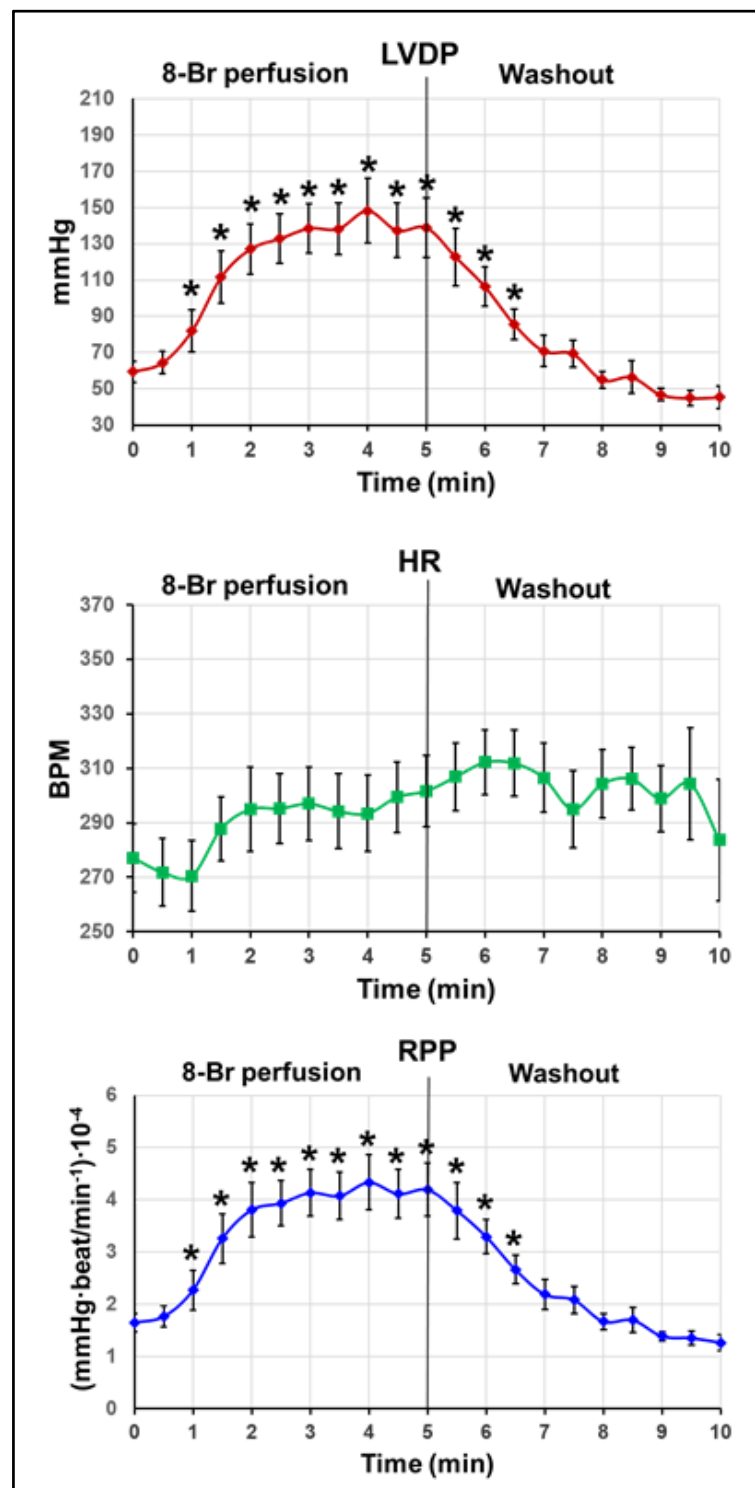 LVDP
8-Br perfusion Washout
210
190
170
150
130
110
90
70
50
30
mmHg
* * * * * * * * * * * *
0 1 2 3 4 5 6 7 8 9 10
Time (min)
HR
8-Br perfusion Washout
370
350
330
310
290
270
250
BPM
0 1 2 3 4 5 6 7 8 9 10
Time (min)
RPP
8-Br perfusion Washout
6
5
4
3
2
1
0
(mmHg·beat/min⁻¹)·10⁻⁴
* * * * * * * * * * * *
0 1 2 3 4 5 6 7 8 9 10
Time (min)